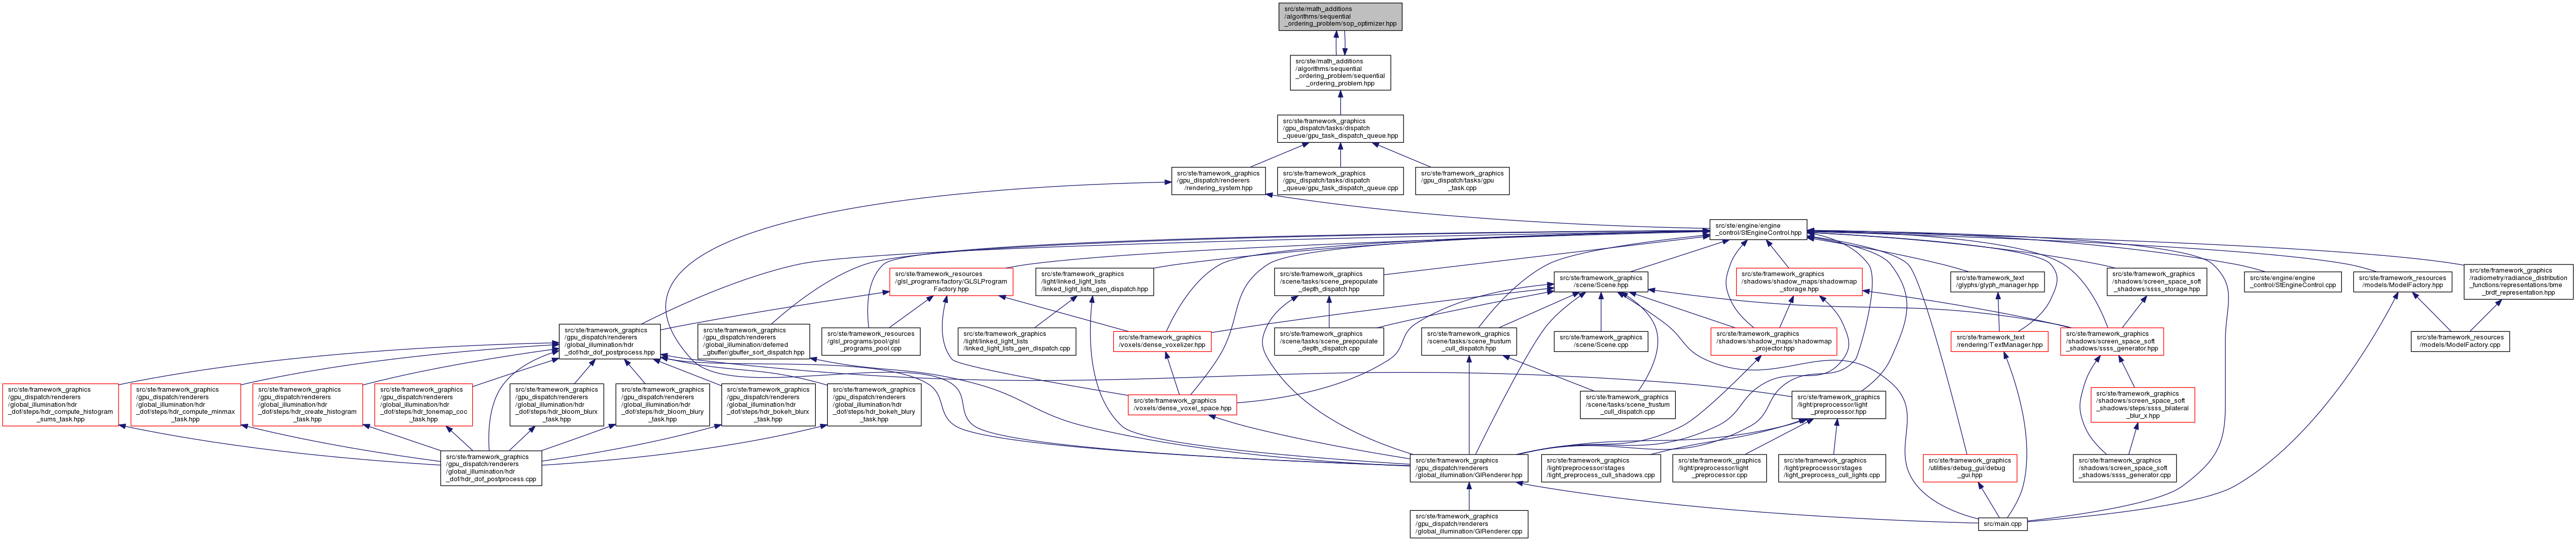 src/ste/math_additions
/algorithms/sequential
_ordering_problem/sop_optimizer.hpp
src/ste/math_additions
/algorithms/sequential
_ordering_problem/sequential
_ordering_problem.hpp
src/ste/framework_graphics
/gpu_dispatch/tasks/dispatch
_queue/gpu_task_dispatch_queue.hpp
src/ste/framework_graphics
/gpu_dispatch/renderers
/rendering_system.hpp
src/ste/framework_graphics
/gpu_dispatch/tasks/dispatch
_queue/gpu_task_dispatch_queue.cpp
src/ste/framework_graphics
/gpu_dispatch/tasks/gpu
_task.cpp
src/ste/engine/engine
_control/StEngineControl.hpp
src/ste/framework_resources
/glsl_programs/factory/GLSLProgram
Factory.hpp
src/ste/framework_graphics
/light/linked_light_lists
/linked_light_lists_gen_dispatch.hpp
src/ste/framework_graphics
/scene/tasks/scene_prepopulate
_depth_dispatch.hpp
src/ste/framework_graphics
/scene/Scene.hpp
src/ste/framework_graphics
/shadows/shadow_maps/shadowmap
_storage.hpp
src/ste/framework_text
/glyphs/glyph_manager.hpp
src/ste/framework_graphics
/shadows/screen_space_soft
_shadows/ssss_storage.hpp
src/ste/engine/engine
_control/StEngineControl.cpp
src/ste/framework_resources
/models/ModelFactory.hpp
src/ste/framework_graphics
/radiometry/radiance_distribution
_functions/representations/bme
_brdf_representation.hpp
src/ste/framework_graphics
/gpu_dispatch/renderers
/global_illumination/hdr
_dof/hdr_dof_postprocess.hpp
src/ste/framework_graphics
/gpu_dispatch/renderers
/global_illumination/deferred
_gbuffer/gbuffer_sort_dispatch.hpp
src/ste/framework_resources
/glsl_programs/pool/glsl
_programs_pool.cpp
src/ste/framework_graphics
/light/linked_light_lists
/linked_light_lists_gen_dispatch.cpp
src/ste/framework_graphics
/voxels/dense_voxelizer.hpp
src/ste/framework_graphics
/scene/tasks/scene_prepopulate
_depth_dispatch.cpp
src/ste/framework_graphics
/scene/tasks/scene_frustum
_cull_dispatch.hpp
src/ste/framework_graphics
/scene/Scene.cpp
src/ste/framework_graphics
/shadows/shadow_maps/shadowmap
_projector.hpp
src/ste/framework_text
/rendering/TextManager.hpp
src/ste/framework_graphics
/shadows/screen_space_soft
_shadows/ssss_generator.hpp
src/ste/framework_resources
/models/ModelFactory.cpp
src/ste/framework_graphics
/gpu_dispatch/renderers
/global_illumination/hdr
_dof/steps/hdr_compute_histogram
_sums_task.hpp
src/ste/framework_graphics
/gpu_dispatch/renderers
/global_illumination/hdr
_dof/steps/hdr_compute_minmax
_task.hpp
src/ste/framework_graphics
/gpu_dispatch/renderers
/global_illumination/hdr
_dof/steps/hdr_create_histogram
_task.hpp
src/ste/framework_graphics
/gpu_dispatch/renderers
/global_illumination/hdr
_dof/steps/hdr_tonemap_coc
_task.hpp
src/ste/framework_graphics
/gpu_dispatch/renderers
/global_illumination/hdr
_dof/steps/hdr_bloom_blurx
_task.hpp
src/ste/framework_graphics
/gpu_dispatch/renderers
/global_illumination/hdr
_dof/steps/hdr_bloom_blury
_task.hpp
src/ste/framework_graphics
/gpu_dispatch/renderers
/global_illumination/hdr
_dof/steps/hdr_bokeh_blurx
_task.hpp
src/ste/framework_graphics
/gpu_dispatch/renderers
/global_illumination/hdr
_dof/steps/hdr_bokeh_blury
_task.hpp
src/ste/framework_graphics
/voxels/dense_voxel_space.hpp
src/ste/framework_graphics
/scene/tasks/scene_frustum
_cull_dispatch.cpp
src/ste/framework_graphics
/light/preprocessor/light
_preprocessor.hpp
src/ste/framework_graphics
/shadows/screen_space_soft
_shadows/steps/ssss_bilateral
_blur_x.hpp
src/ste/framework_graphics
/gpu_dispatch/renderers
/global_illumination/hdr
_dof/hdr_dof_postprocess.cpp
src/ste/framework_graphics
/gpu_dispatch/renderers
/global_illumination/GIRenderer.hpp
src/ste/framework_graphics
/light/preprocessor/stages
/light_preprocess_cull_shadows.cpp
src/ste/framework_graphics
/light/preprocessor/light
_preprocessor.cpp
src/ste/framework_graphics
/light/preprocessor/stages
/light_preprocess_cull_lights.cpp
src/ste/framework_graphics
/utilities/debug_gui/debug
_gui.hpp
src/ste/framework_graphics
/shadows/screen_space_soft
_shadows/ssss_generator.cpp
src/ste/framework_graphics
/gpu_dispatch/renderers
/global_illumination/GIRenderer.cpp
src/main.cpp